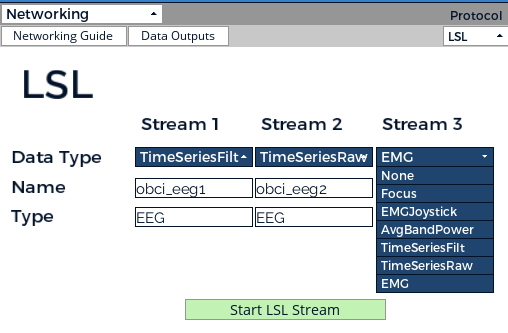 Networking
Protocol
Networking Guide Data Outputs LSL
LSL
Stream 1 Stream 2 Stream 3
Data Type TimeSeriesFilt TimeSeriesRaw EMG
None
Name obci_eeg1 obci_eeg2
Focus
EMGJoystick
Type EEG EEG
AvgBandPower
TimeSeriesFilt
TimeSeriesRaw
EMG
Start LSL Stream